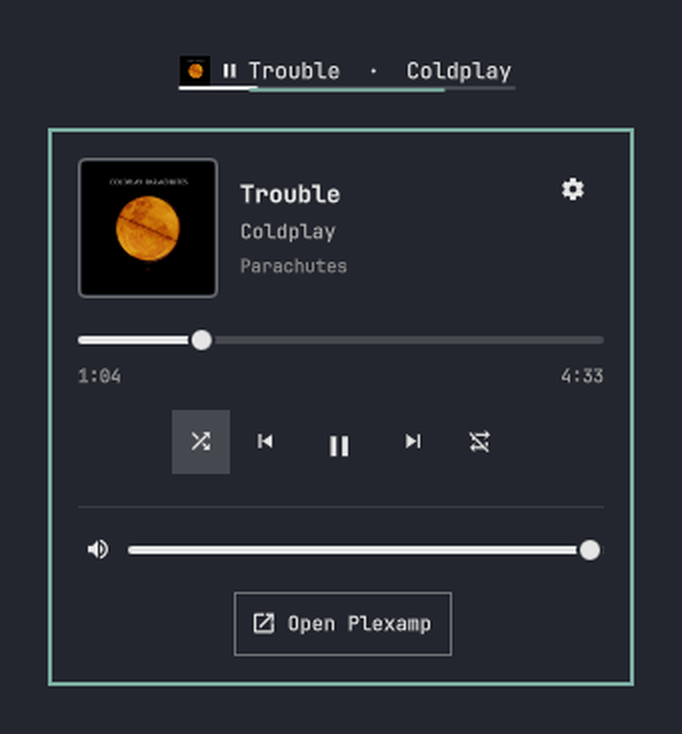 Trouble · Coldplay
COLDPLAY PARACHUTES
Trouble
Coldplay
Parachutes
1:04
4:33
Open Plexamp